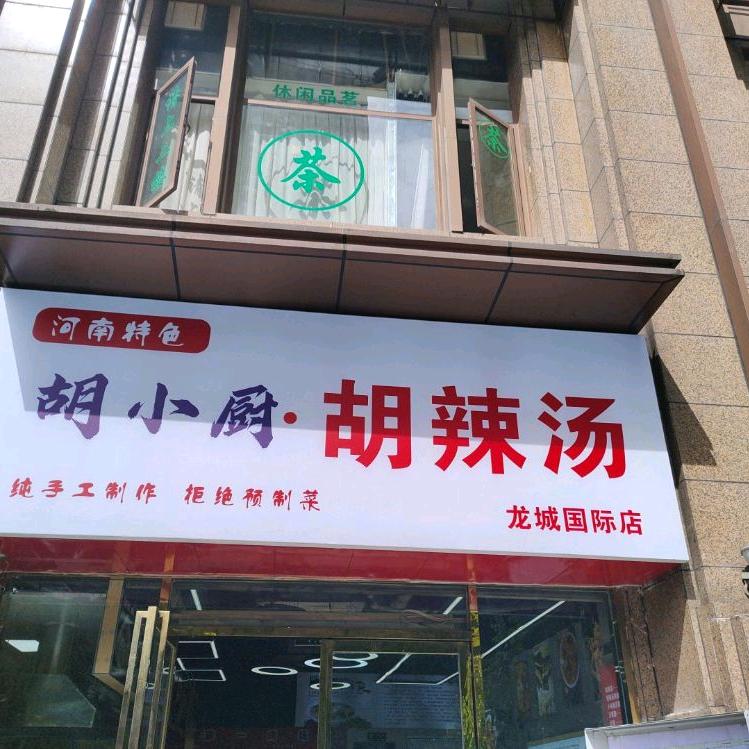 休闲品茗
茶
茶
河南特色
胡小厨·胡辣汤
纯手工制作 拒绝预制菜
龙城国际店